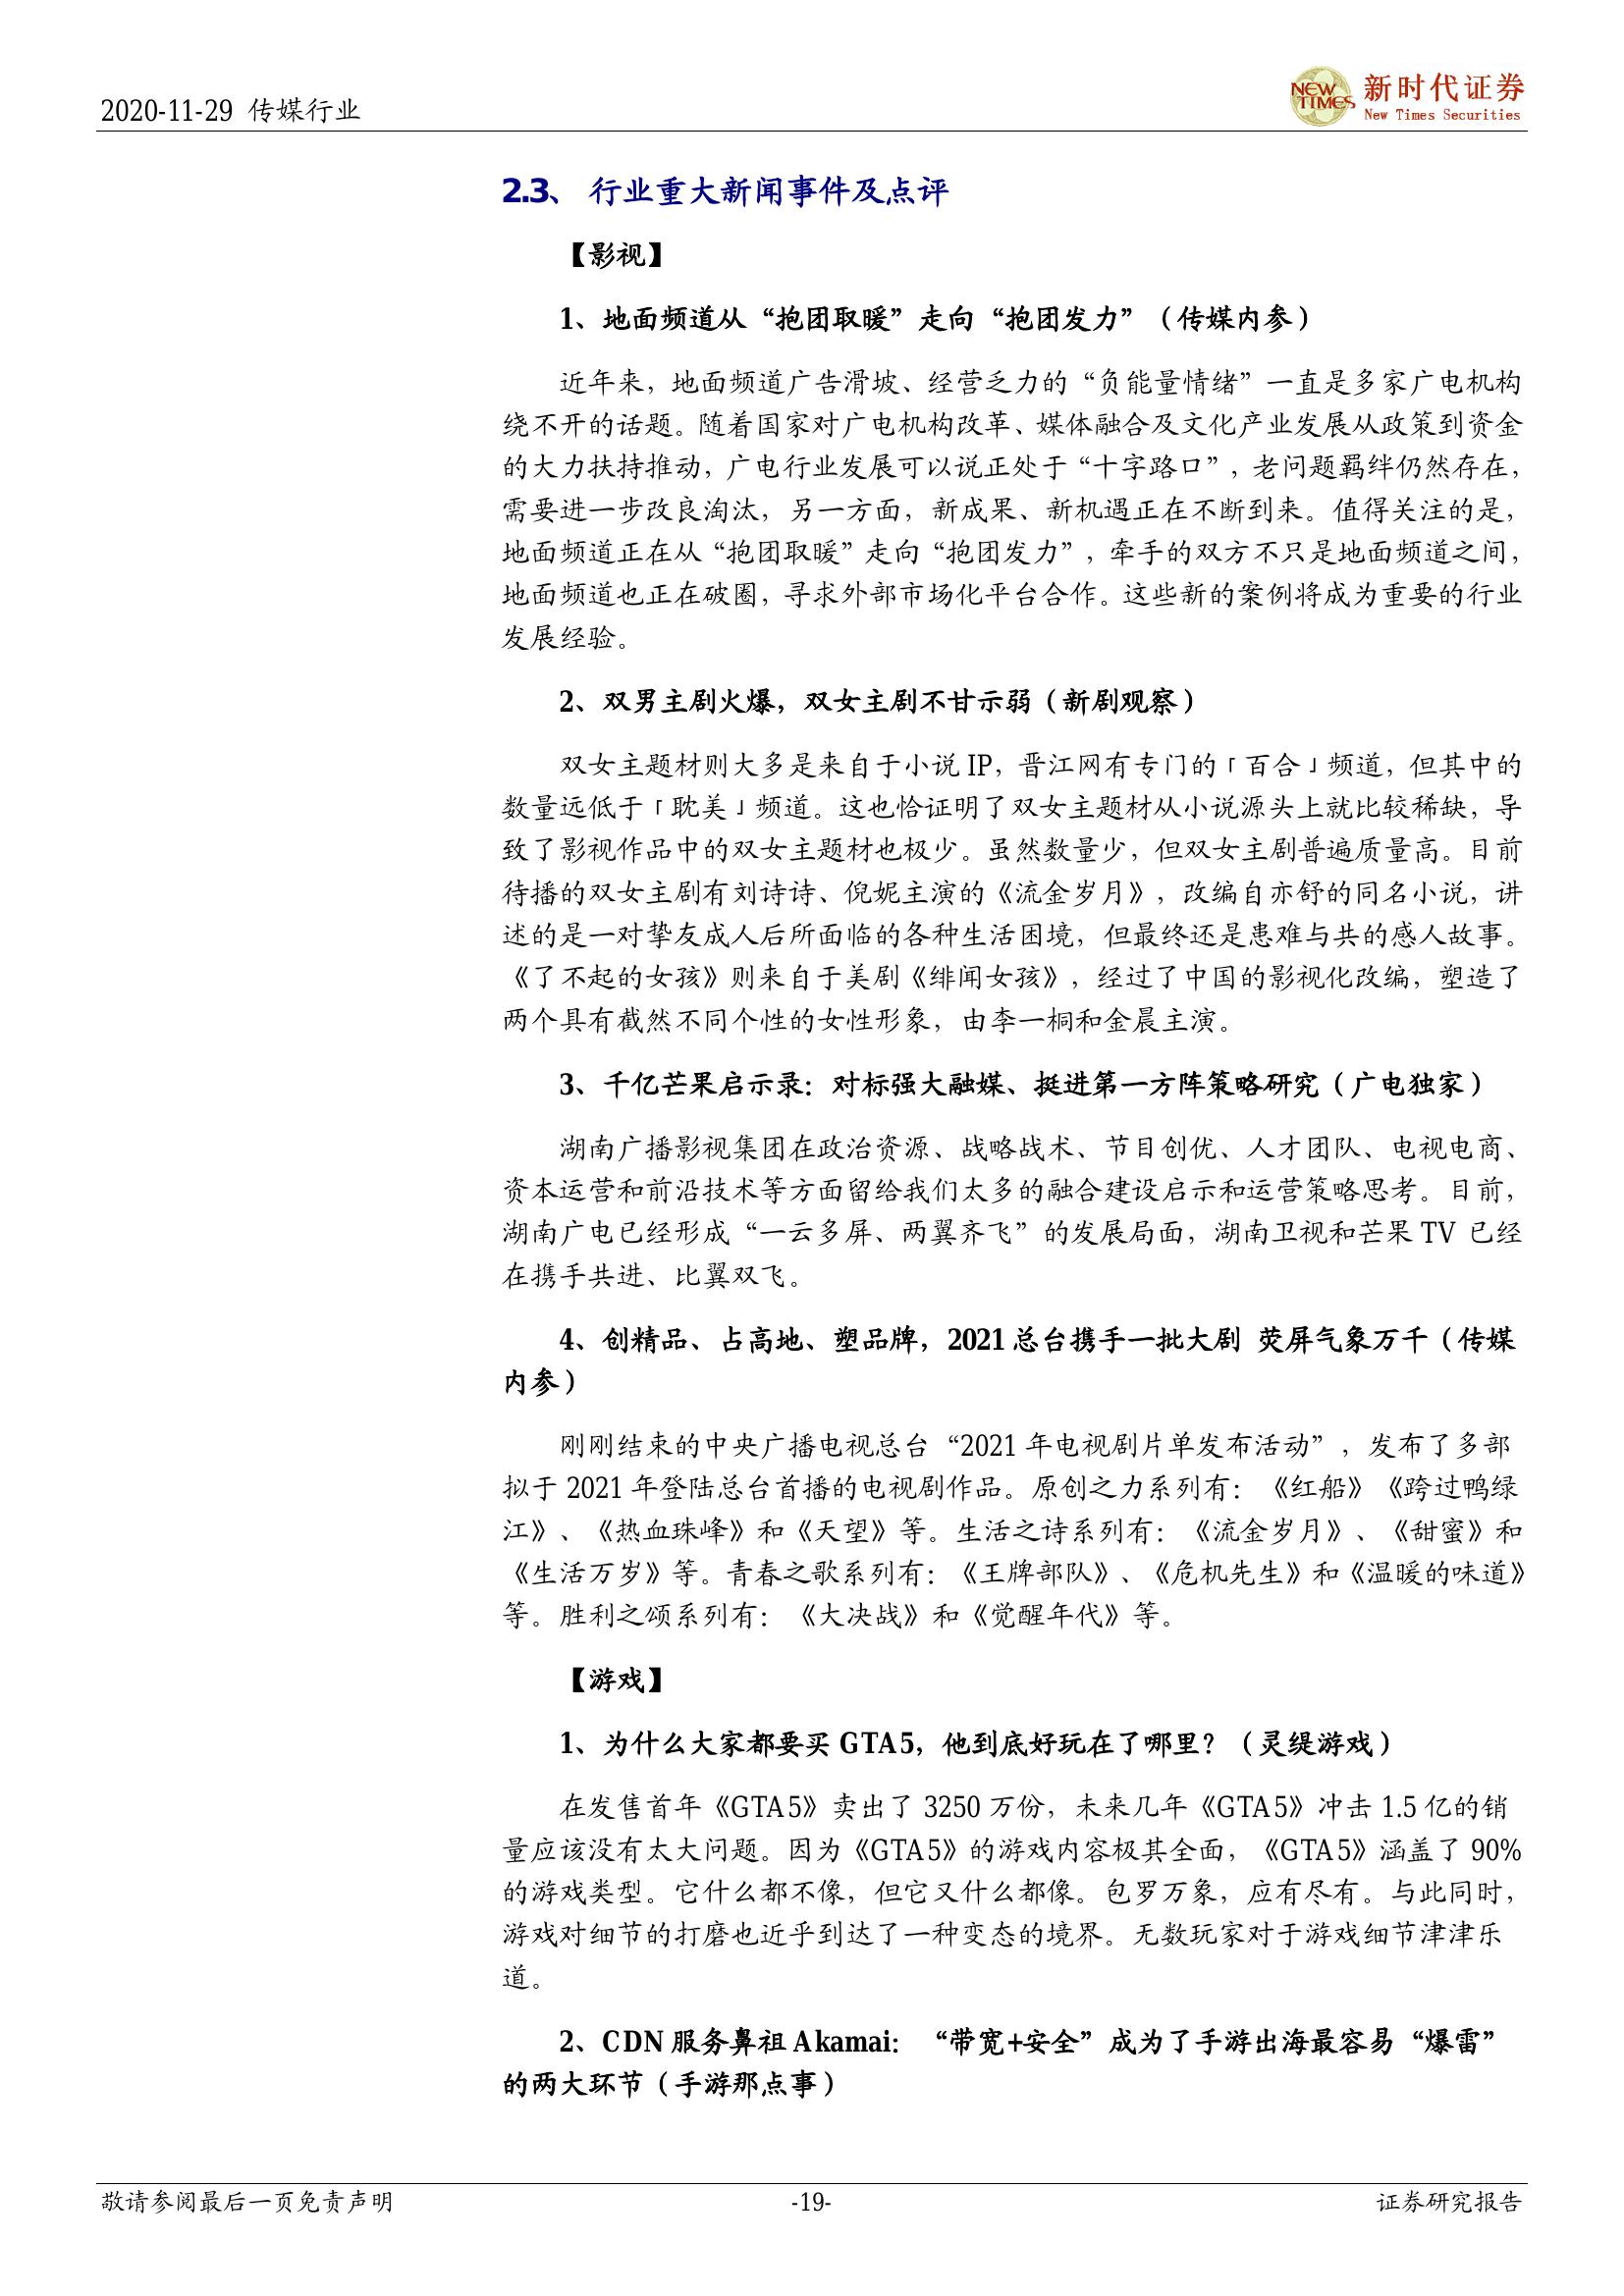 2020-11-29 传媒行业
NEW TIMES
新时代证券
New Times Securities
2.3、 行业重大新闻事件及点评
【影视】
1、地面频道从“抱团取暖”走向“抱团发力”（传媒内参）
近年来，地面频道广告滑坡、经营乏力的“负能量情绪”一直是多家广电机构
绕不开的话题。随着国家对广电机构改革、媒体融合及文化产业发展从政策到资金
的大力扶持推动，广电行业发展可以说正处于“十字路口”，老问题羁绊仍然存在，
需要进一步改良淘汰，另一方面，新成果、新机遇正在不断到来。值得关注的是，
地面频道正在从“抱团取暖”走向“抱团发力”，牵手的双方不只是地面频道之间，
地面频道也正在破圈，寻求外部市场化平台合作。这些新的案例将成为重要的行业
发展经验。
2、双男主剧火爆，双女主剧不甘示弱（新剧观察）
双女主题材则大多是来自于小说 IP，晋江网有专门的「百合」频道，但其中的
数量远低于「耽美」频道。这也恰证明了双女主题材从小说源头上就比较稀缺，导
致了影视作品中的双女主题材也极少。虽然数量少，但双女主剧普遍质量高。目前
待播的双女主剧有刘诗诗、倪妮主演的《流金岁月》，改编自亦舒的同名小说，讲
述的是一对挚友成人后所面临的各种生活困境，但最终还是患难与共的感人故事。
《了不起的女孩》则来自于美剧《绯闻女孩》，经过了中国的影视化改编，塑造了
两个具有截然不同个性的女性形象，由李一桐和金晨主演。
3、千亿芒果启示录：对标强大融媒、挺进第一方阵策略研究（广电独家）
湖南广播影视集团在政治资源、战略战术、节目创优、人才团队、电视电商、
资本运营和前沿技术等方面留给我们太多的融合建设启示和运营策略思考。目前，
湖南广电已经形成“一云多屏、两翼齐飞”的发展局面，湖南卫视和芒果 TV 已经
在携手共进、比翼双飞。
4、创精品、占高地、塑品牌，2021 总台携手一批大剧 荧屏气象万千（传媒
内参）
刚刚结束的中央广播电视总台“2021 年电视剧片单发布活动”，发布了多部
拟于 2021 年登陆总台首播的电视剧作品。原创之力系列有：《红船》《跨过鸭绿
江》、《热血珠峰》和《天望》等。生活之诗系列有：《流金岁月》、《甜蜜》和
《生活万岁》等。青春之歌系列有：《王牌部队》、《危机先生》和《温暖的味道》
等。胜利之颂系列有：《大决战》和《觉醒年代》等。
【游戏】
1、为什么大家都要买 GTA5，他到底好玩在了哪里？（灵缇游戏）
在发售首年《GTA5》卖出了 3250 万份，未来几年《GTA5》冲击 1.5 亿的销
量应该没有太大问题。因为《GTA5》的游戏内容极其全面，《GTA5》涵盖了 90%
的游戏类型。它什么都不像，但它又什么都像。包罗万象，应有尽有。与此同时，
游戏对细节的打磨也近乎到达了一种变态的境界。无数玩家对于游戏细节津津乐
道。
2、CDN 服务鼻祖 Akamai：“带宽+安全”成为了手游出海最容易“爆雷”
的两大环节（手游那点事）
敬请参阅最后一页免责声明
-19-
证券研究报告